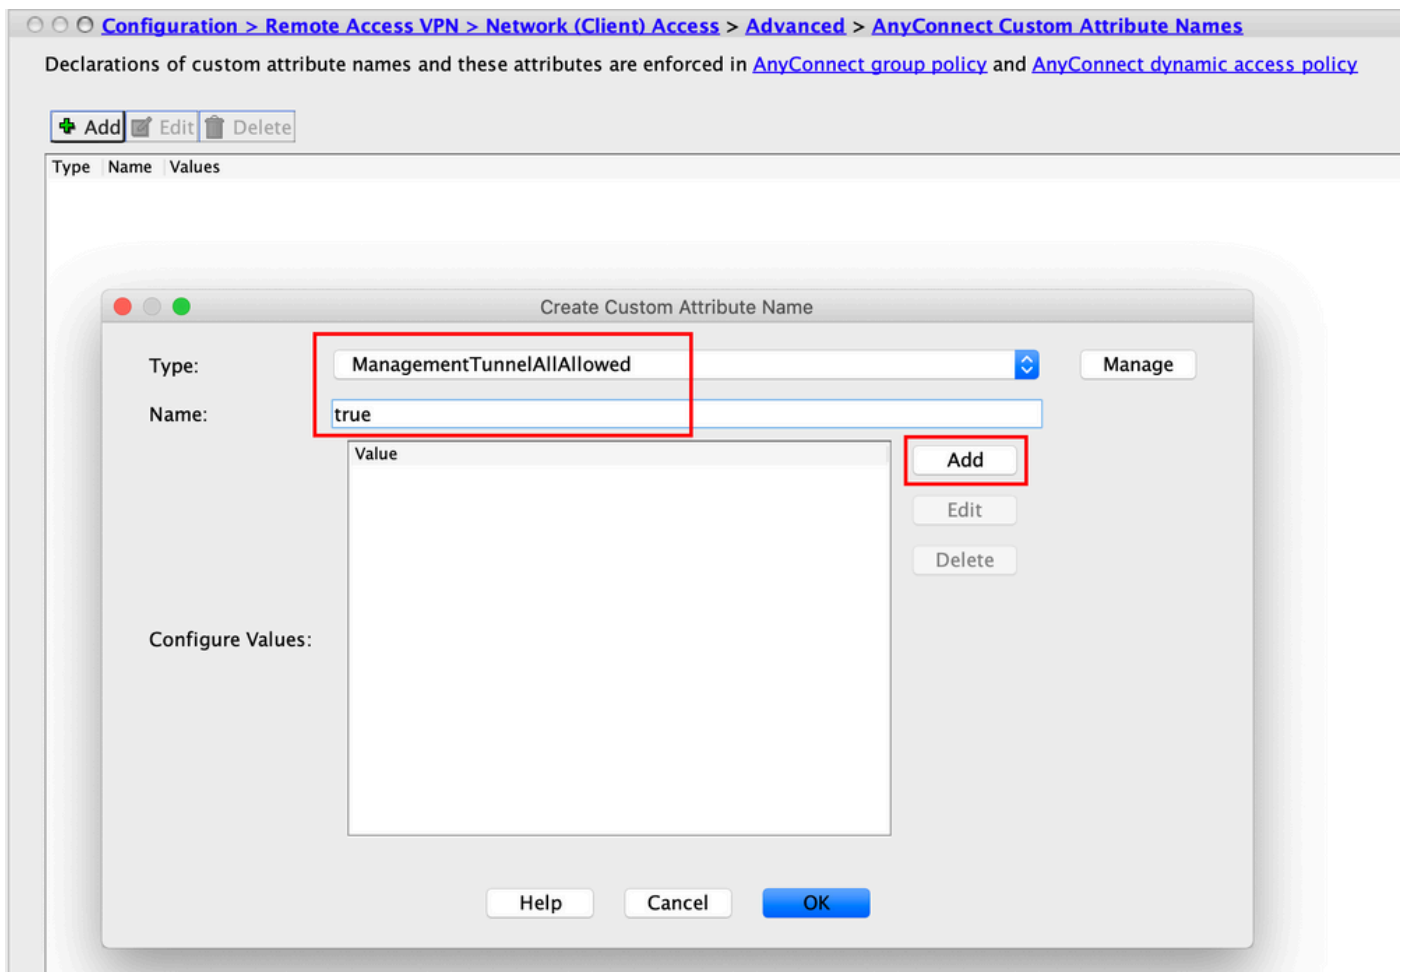 Configuration > Remote Access VPN > Network (Client) Access > Advanced > AnyConnect Custom Attribute Names
Declarations of custom attribute names and these attributes are enforced in AnyConnect group policy and AnyConnect dynamic access policy
Add Edit Delete
Type Name Values
Create Custom Attribute Name
Type: ManagementTunnelAllAllowed Manage
Name: true
Value
Add
Edit
Delete
Configure Values:
Help Cancel OK